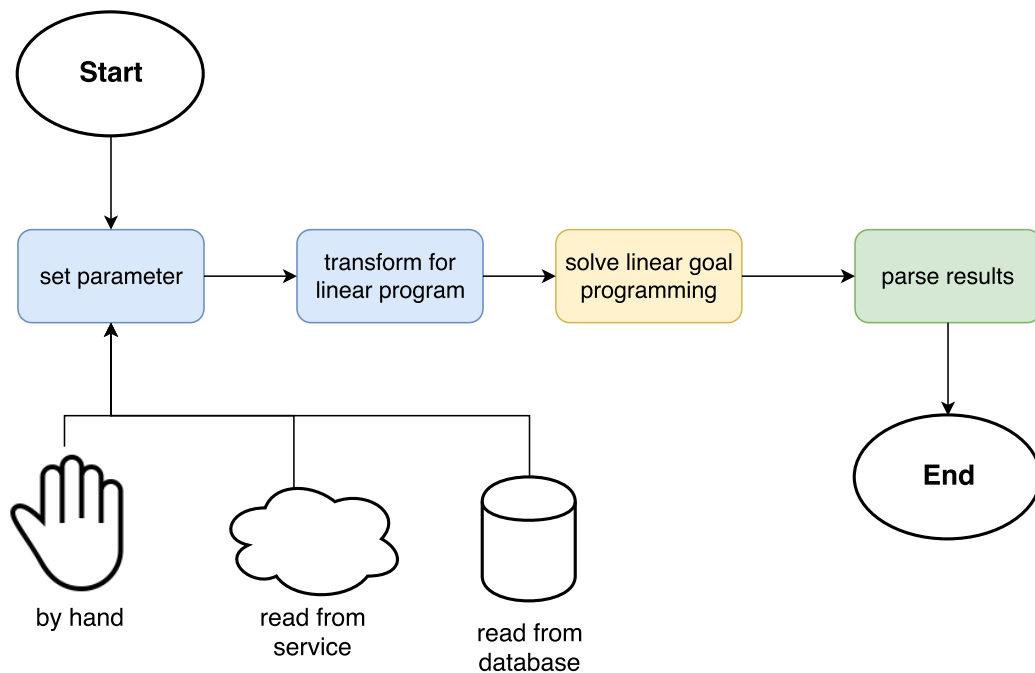 Start
set parameter
transform for
linear program
solve linear goal
programming
parse results
End
by hand
read from
service
read from
database